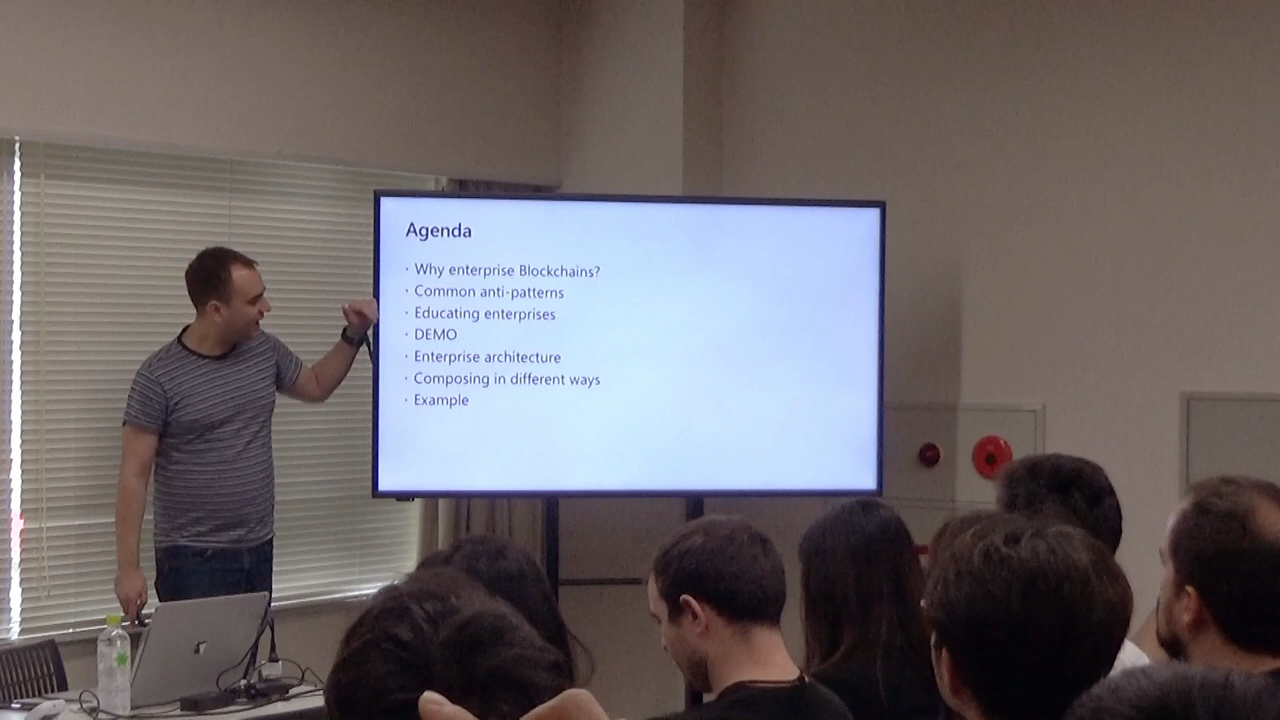 Agenda
· Why enterprise Blockchains?
· Common anti-patterns
· Educating enterprises
· DEMO
· Enterprise architecture
· Composing in different ways
· Example